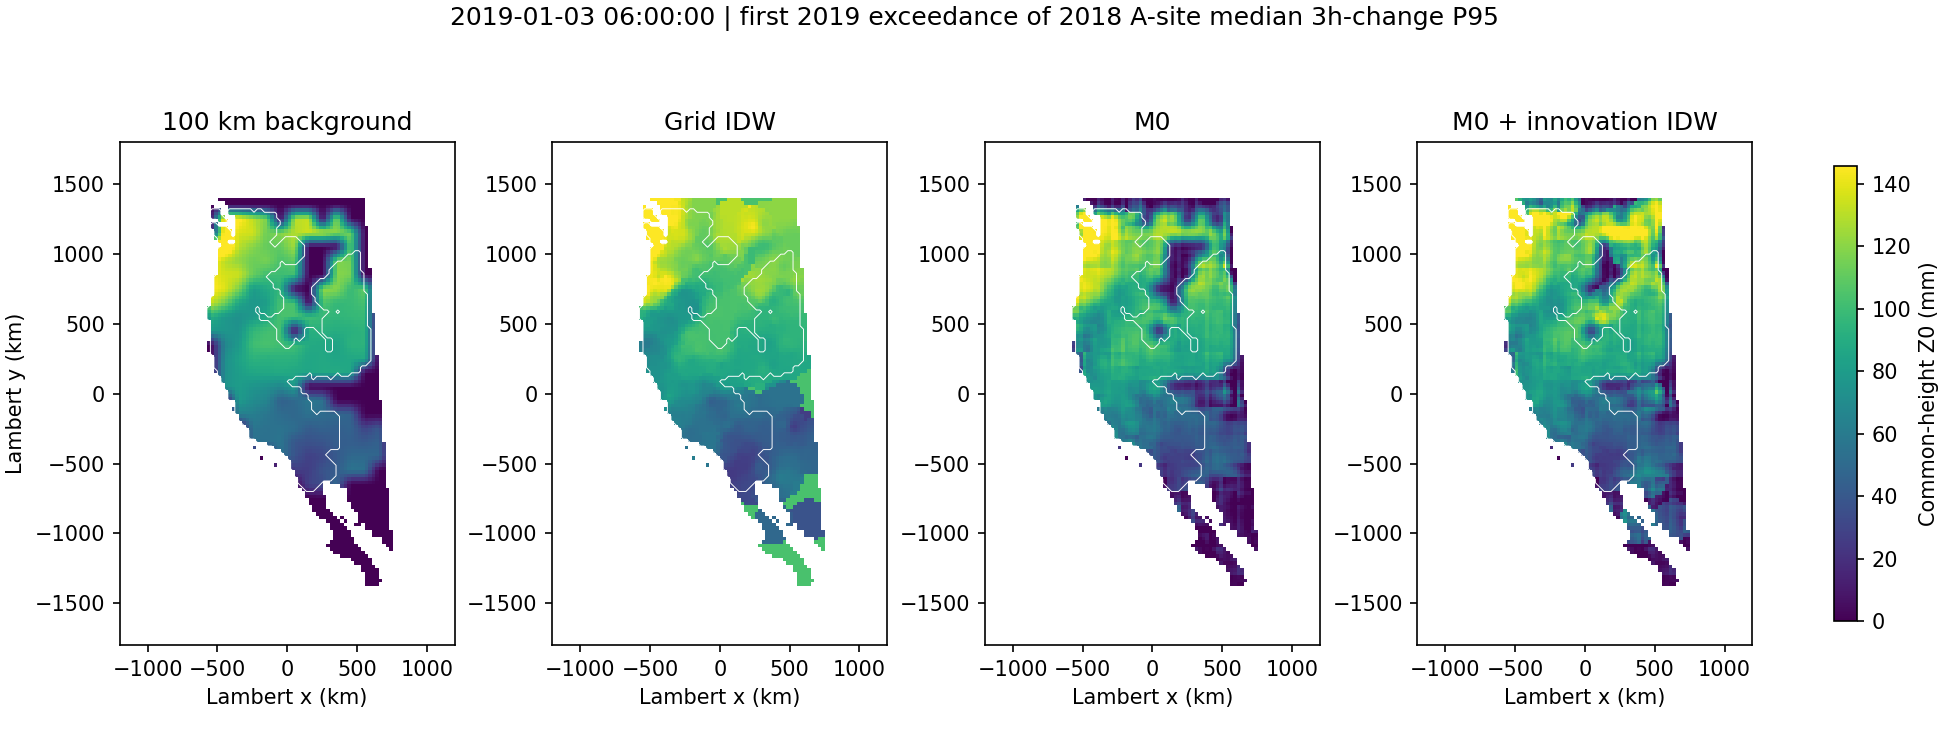 2019-01-03 06:00:00 | first 2019 exceedance of 2018 A-site median 3h-change P95
100 km background
Grid IDW
M0
M0 + innovation IDW
Lambert y (km)
1500
1000
500
0
−500
−1000
−1500
−1000 −500 0 500 1000
Lambert x (km)
1500
1000
500
0
−500
−1000
−1500
−1000 −500 0 500 1000
Lambert x (km)
1500
1000
500
0
−500
−1000
−1500
−1000 −500 0 500 1000
Lambert x (km)
1500
1000
500
0
−500
−1000
−1500
−1000 −500 0 500 1000
Lambert x (km)
140
120
100
80
60
40
20
0
Common-height Z0 (mm)